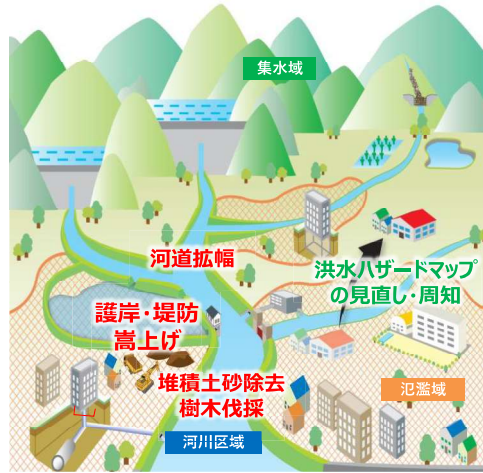 集水域
河道拡幅
洪水ハザードマップ
の見直し・周知
護岸・堤防
嵩上げ
堆積土砂除去
樹木伐採
氾濫域
河川区域